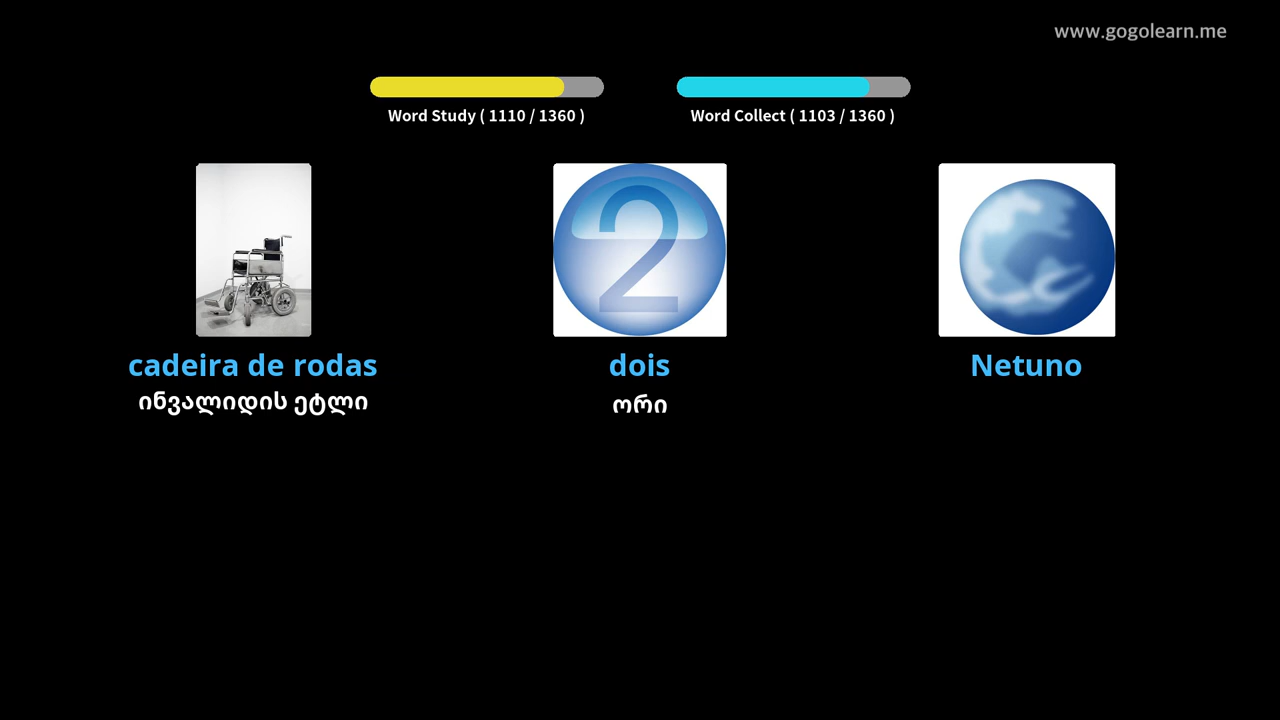 www.gogolearn.me
Word Study ( 1110 / 1360 )
Word Collect ( 1103 / 1360 )
2
cadeira de rodas
ინვალიდის ეტლი
dois
ორი
Netuno